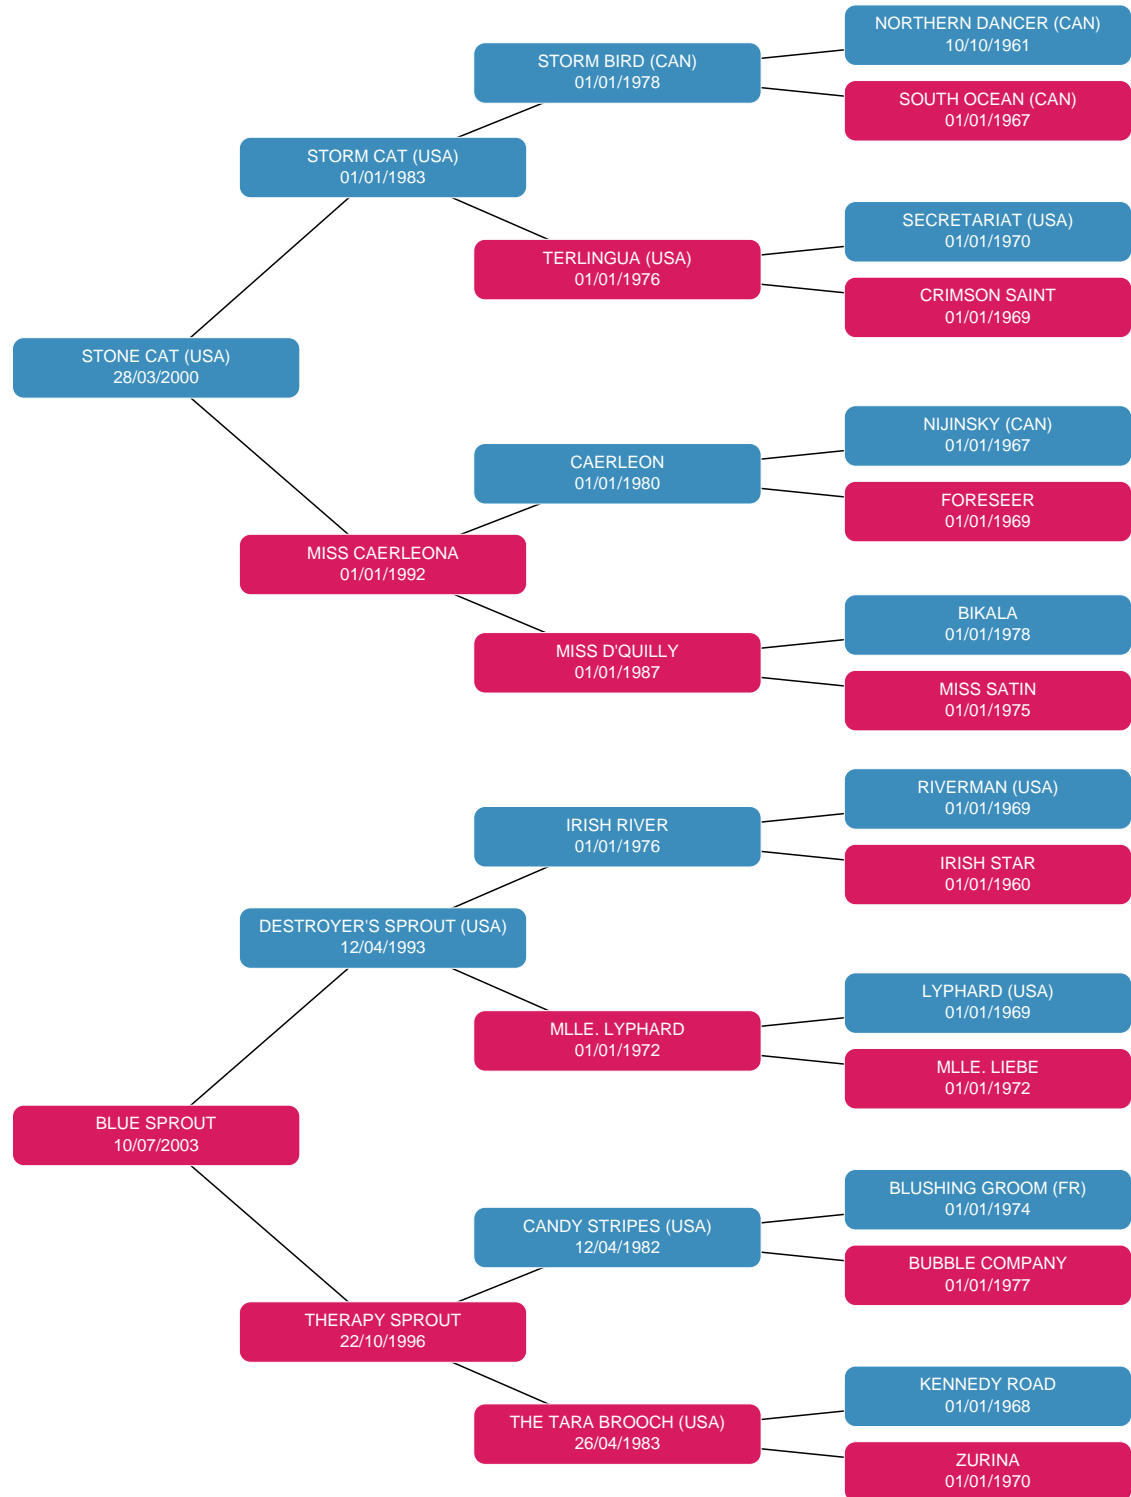 NORTHERN DANCER (CAN)
10/10/1961
STORM BIRD (CAN)
01/01/1978
SOUTH OCEAN (CAN)
01/01/1967
STORM CAT (USA)
01/01/1983
SECRETARIAT (USA)
01/01/1970
TERLINGUA (USA)
01/01/1976
CRIMSON SAINT
01/01/1969
STONE CAT (USA)
28/03/2000
NIJINSKY (CAN)
01/01/1967
CAERLEON
01/01/1980
FORESEER
01/01/1969
MISS CAERLEONA
01/01/1992
BIKALA
01/01/1978
MISS D'QUILLY
01/01/1987
MISS SATIN
01/01/1975
RIVERMAN (USA)
01/01/1969
IRISH RIVER
01/01/1976
IRISH STAR
01/01/1960
DESTROYER'S SPROUT (USA)
12/04/1993
LYPHARD (USA)
01/01/1969
MLLE. LYPHARD
01/01/1972
MLLE. LIEBE
01/01/1972
BLUE SPROUT
10/07/2003
BLUSHING GROOM (FR)
01/01/1974
CANDY STRIPES (USA)
12/04/1982
BUBBLE COMPANY
01/01/1977
THERAPY SPROUT
22/10/1996
KENNEDY ROAD
01/01/1968
THE TARA BROOCH (USA)
26/04/1983
ZURINA
01/01/1970